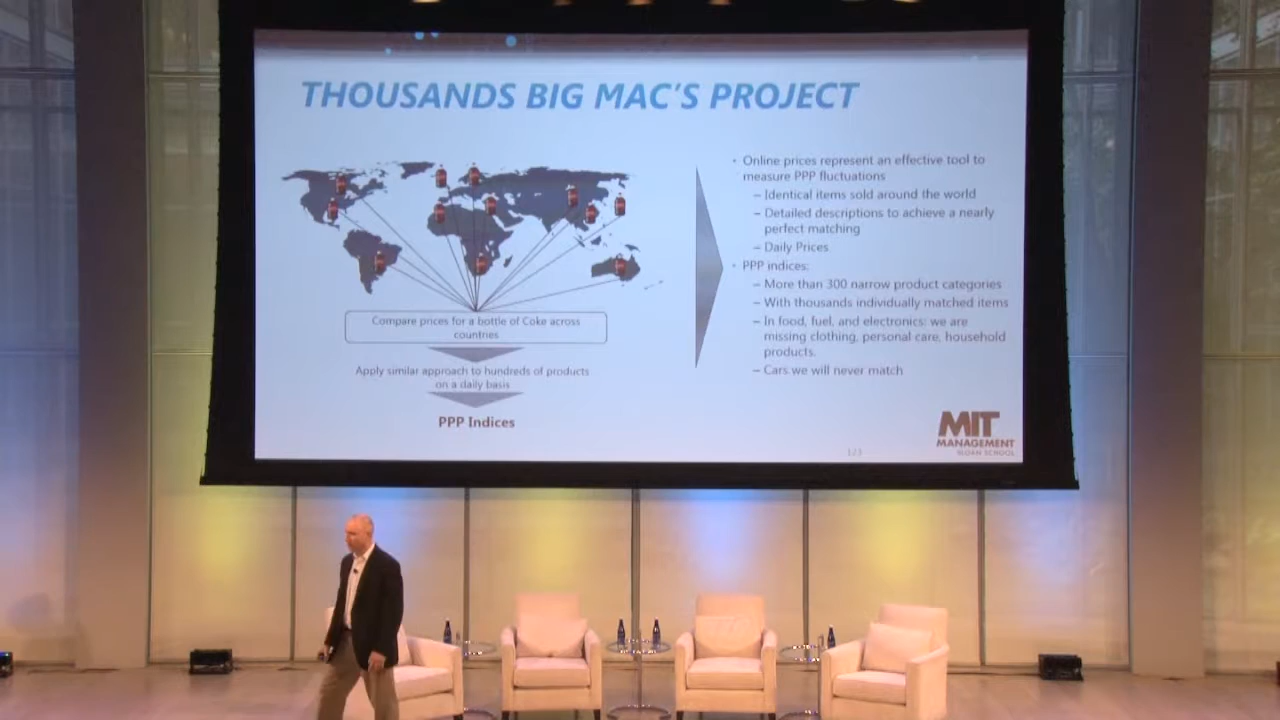 THOUSANDS BIG MAC'S PROJECT
Compare prices for a bottle of Coke across
countries
Apply similar approach to hundreds of products
on a daily basis
PPP Indices
• Online prices represent an effective tool to
measure PPP fluctuations
– Identical items sold around the world
– Detailed descriptions to achieve a nearly
perfect matching
– Daily Prices
• PPP indices:
– More than 300 narrow product categories
– With thousands individually matched items
– In food, fuel, and electronics: we are
missing clothing, personal care, household
products.
– Cars we will never match
MIT
MANAGEMENT
SLOAN SCHOOL